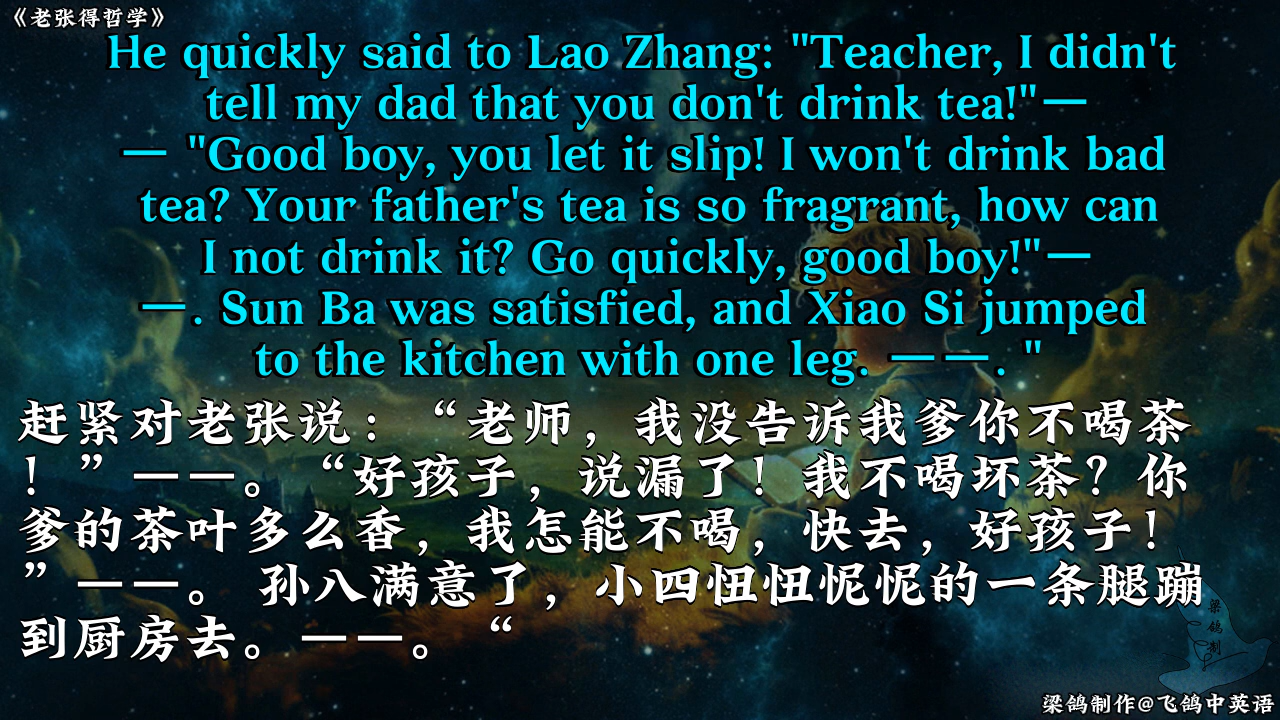 《老张得哲学》
He quickly said to Lao Zhang: "Teacher, I didn't
tell my dad that you don't drink tea!"—
— "Good boy, you let it slip! I won't drink bad
tea? Your father's tea is so fragrant, how can
I not drink it? Go quickly, good boy!"—
—. Sun Ba was satisfied, and Xiao Si jumped
to the kitchen with one leg. ——. "
赶紧对老张说：“老师，我没告诉我爹你不喝茶
！”——。“好孩子，说漏了！我不喝坏茶？你
爹的茶叶多么香，我怎能不喝，快去，好孩子！
”——。 孙八满意了，小四忸忸怩怩的一条腿蹦
到厨房去。——。“
梁鸽制
梁鸽制作@飞鸽中英语